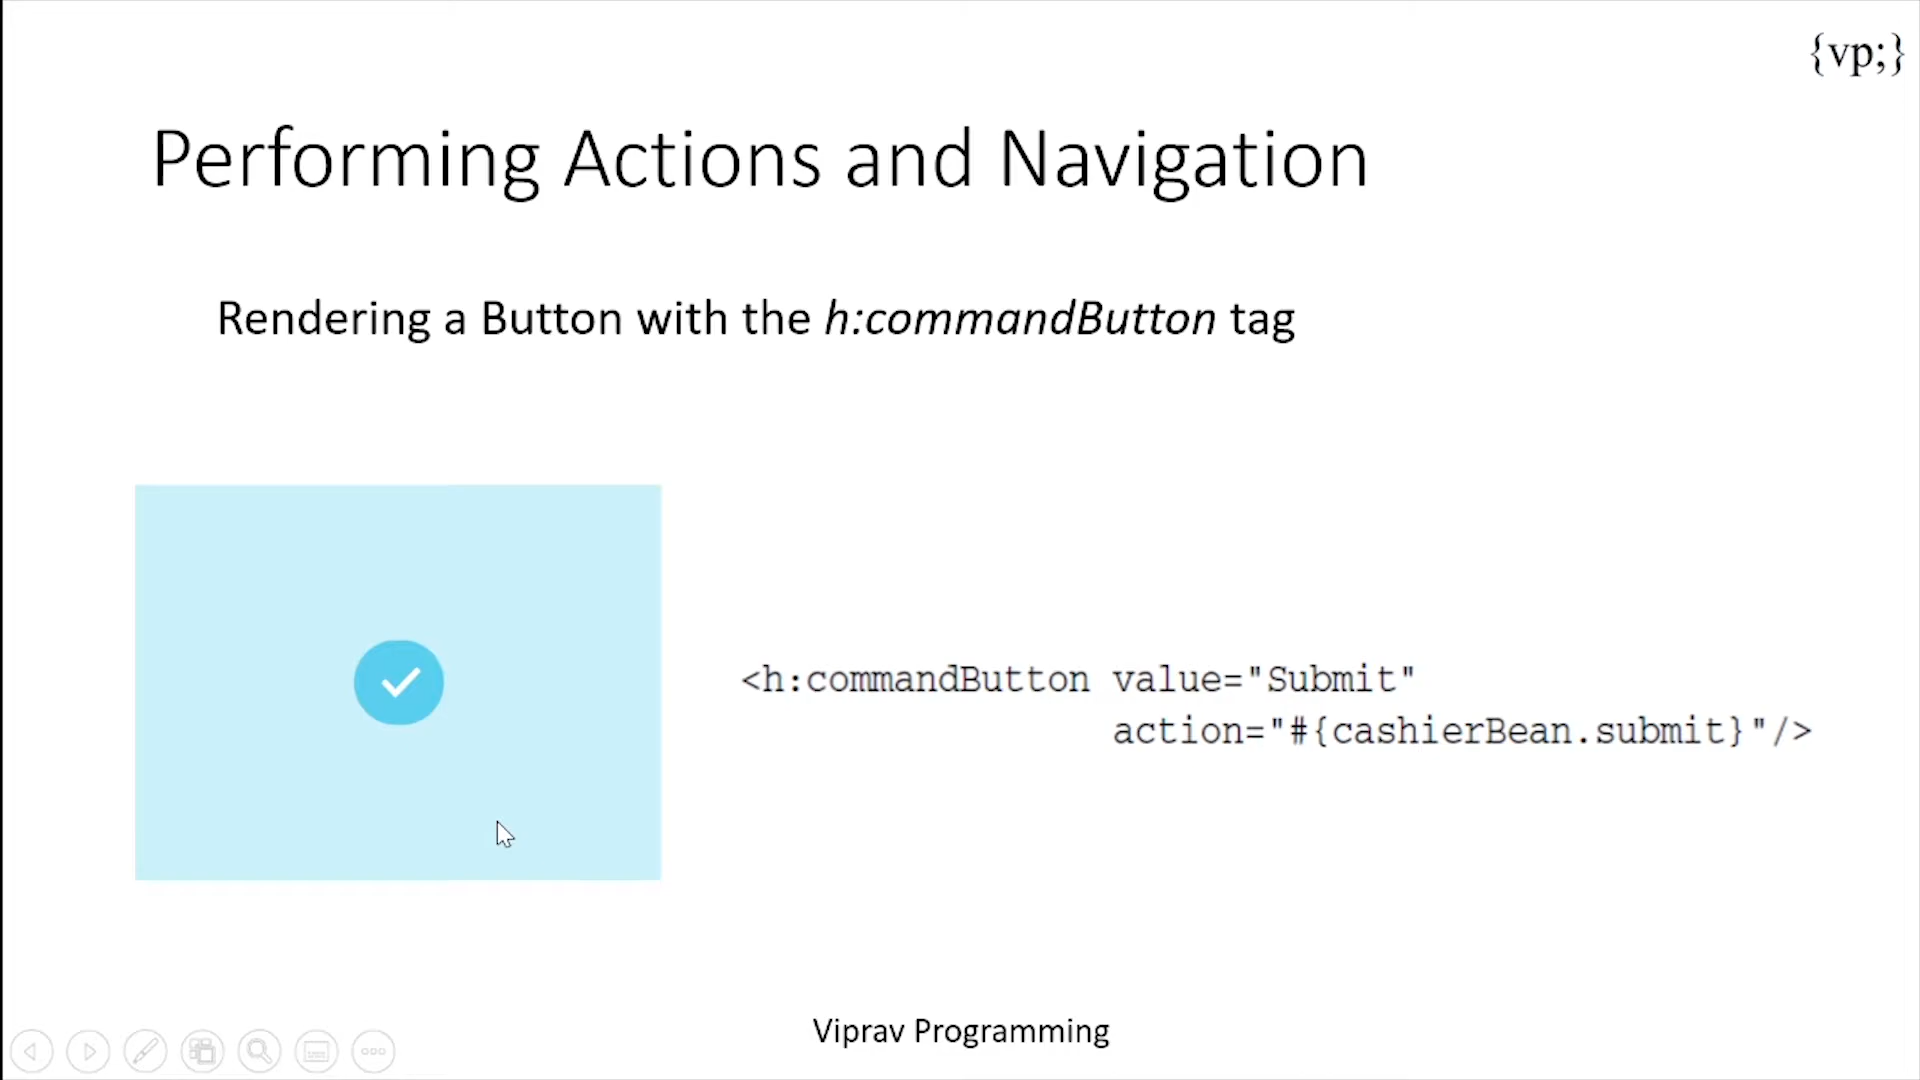 {vp;}
Performing Actions and Navigation
Rendering a Button with the h:commandButton tag
<h:commandButton value="Submit"
action="#{cashierBean.submit}"/>
Viprav Programming